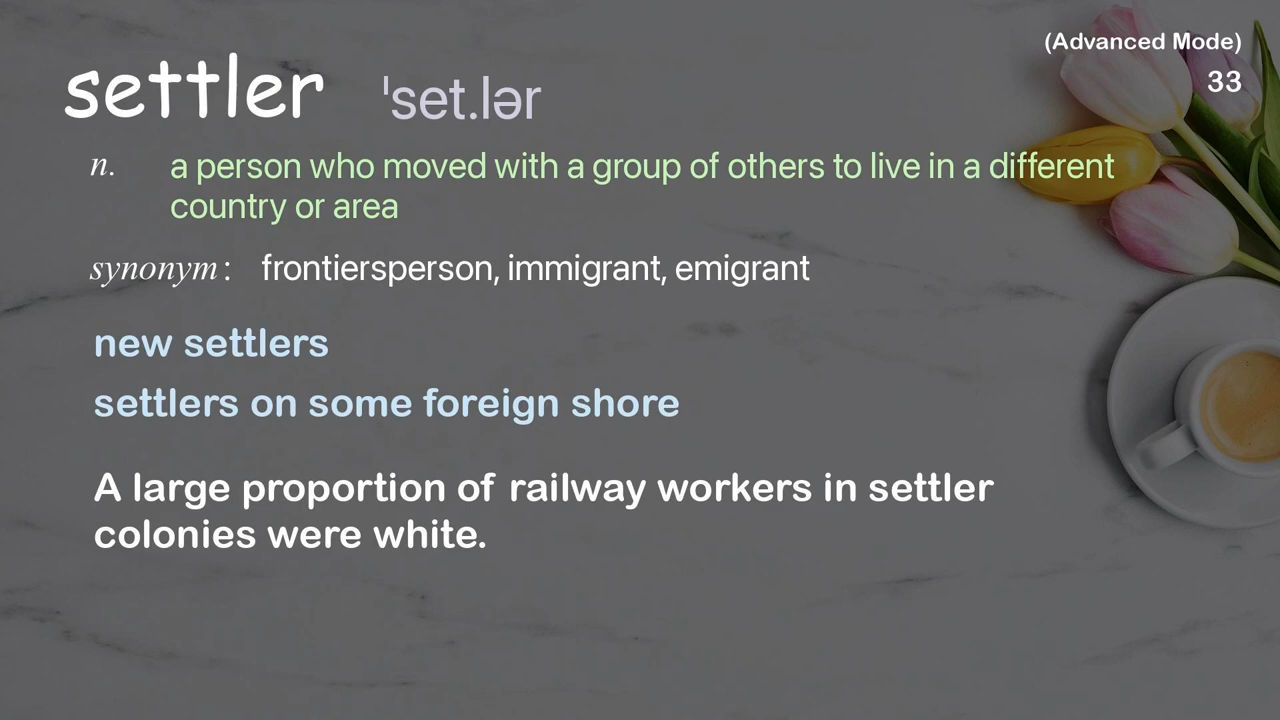 (Advanced Mode)
33
settler ˈset.lər
n. a person who moved with a group of others to live in a different
country or area
synonym : frontiersperson, immigrant, emigrant
new settlers
settlers on some foreign shore
A large proportion of railway workers in settler
colonies were white.